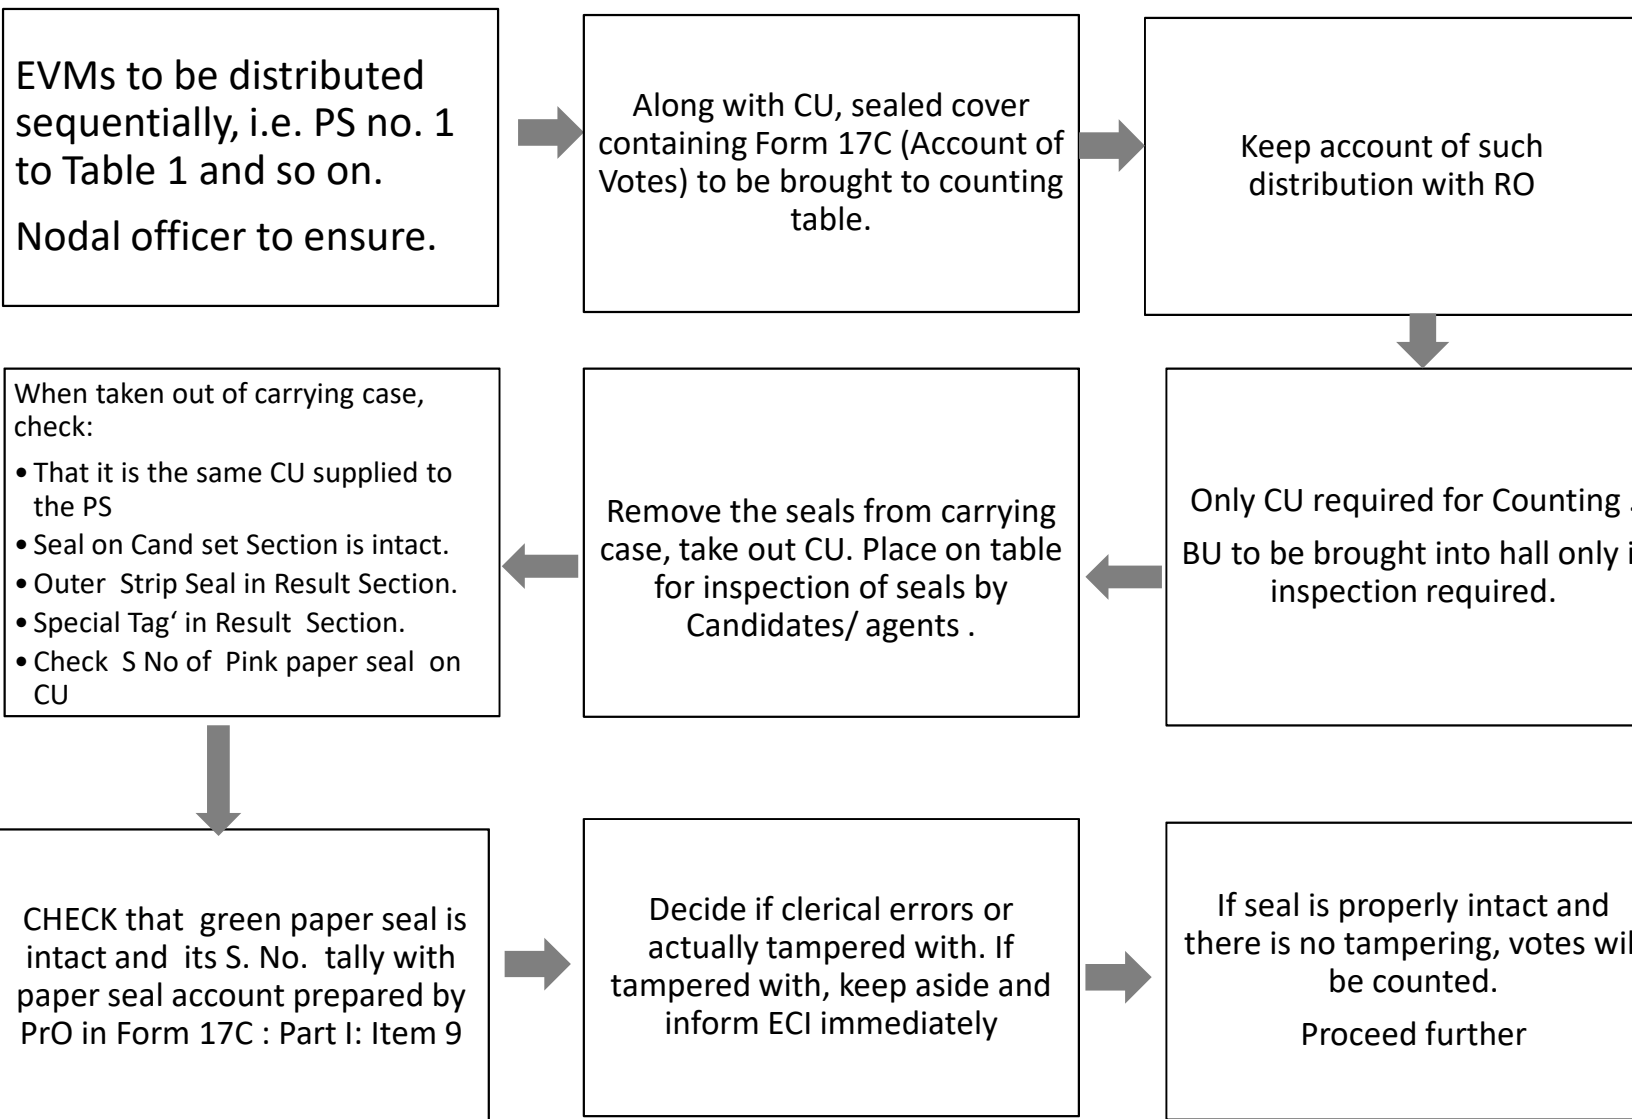 EVMs to be distributed
sequentially, i.e. PS no. 1
to Table 1 and so on.
Nodal officer to ensure.
Along with CU, sealed cover
containing Form 17C (Account of
Votes) to be brought to counting
table.
Keep account of such
distribution with RO
Only CU required for Counting .
BU to be brought into hall only i
inspection required.
Remove the seals from carrying
case, take out CU. Place on table
for inspection of seals by
Candidates/ agents .
When taken out of carrying case,
check:
• That it is the same CU supplied to
the PS
• Seal on Cand set Section is intact.
• Outer Strip Seal in Result Section.
• Special Tag‘ in Result Section.
• Check S No of Pink paper seal on
CU
CHECK that green paper seal is
intact and its S. No. tally with
paper seal account prepared by
PrO in Form 17C : Part I: Item 9
Decide if clerical errors or
actually tampered with. If
tampered with, keep aside and
inform ECI immediately
If seal is properly intact and
there is no tampering, votes wil
be counted.
Proceed further